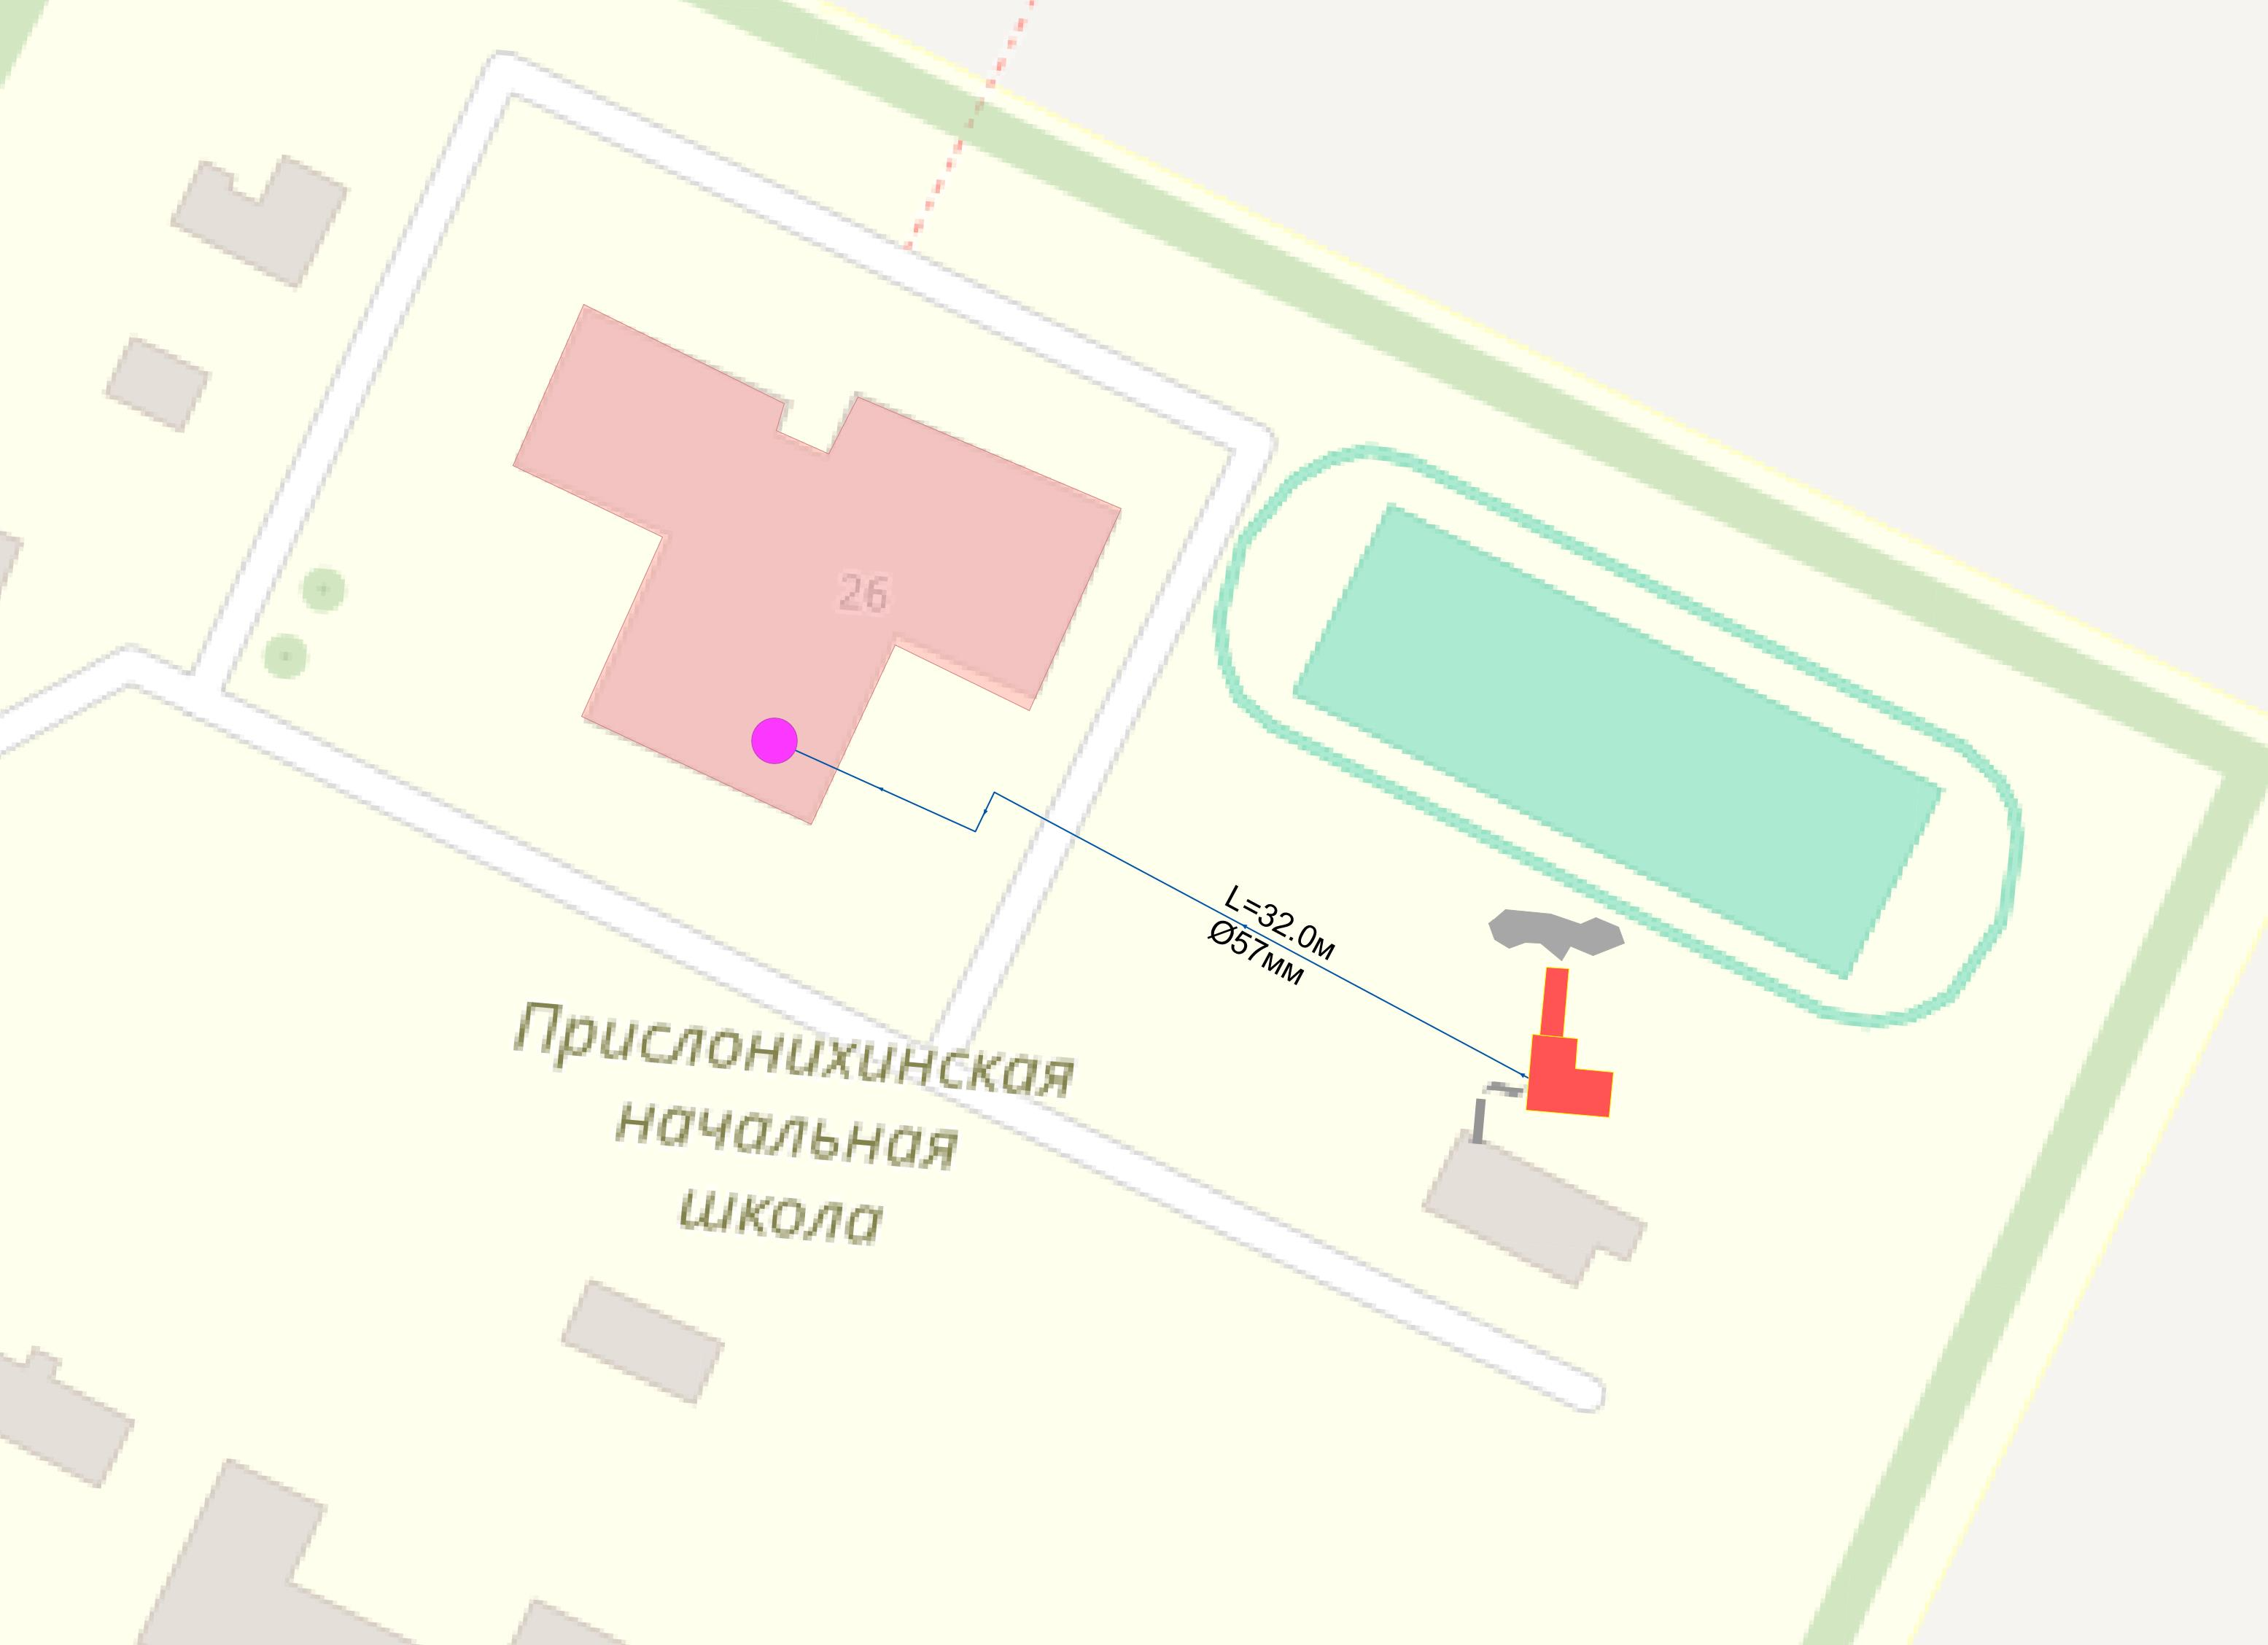 26
L=32.0м
Ø57мм
Прислонихинская
начальная
школа